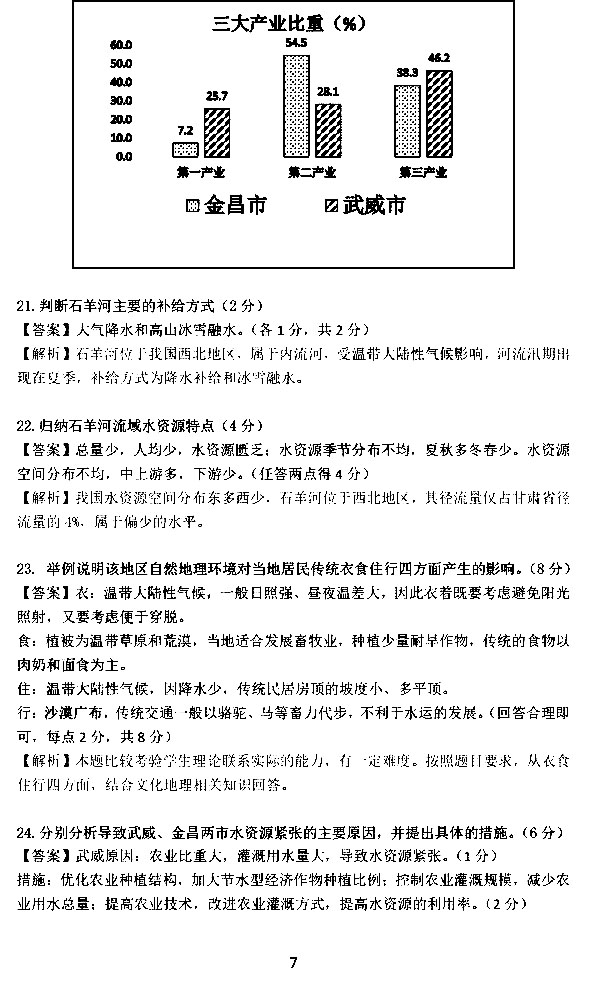 三大产业比重（%）
60.0
50.0
40.0
30.0
20.0
10.0
0.0
7.2
25.7
54.5
28.1
38.3
46.2
第一产业
第二产业
第三产业
金昌市
武威市
21.判断石羊河主要的补给方式（2 分）
【答案】大气降水和高山冰雪融水。（各 1 分，共 2 分）
【解析】石羊河位于我国西北地区，属于内流河，受温带大陆性气候影响，河流汛期出
现在夏季，补给方式为降水补给和冰雪融水。
22.归纳石羊河流域水资源特点（4 分）
【答案】总量少，人均少，水资源匮乏；水资源季节分布不均，夏秋多冬春少。水资源
空间分布不均，中上游多，下游少。（任答两点得 4 分）
【解析】我国水资源空间分布东多西少，石羊河位于西北地区，其径流量仅占甘肃省径
流量的 4%，属于偏少的水平。
23. 举例说明该地区自然地理环境对当地居民传统衣食住行四方面产生的影响。（8 分）
【答案】衣：温带大陆性气候，一般日照强、昼夜温差大，因此衣着既要考虑避免阳光
照射，又要考虑便于穿脱。
食：植被为温带草原和荒漠，当地适合发展畜牧业，种植少量耐旱作物，传统的食物以
肉奶和面食为主。
住：温带大陆性气候，因降水少，传统民居房顶的坡度小、多平顶。
行：沙漠广布，传统交通一般以骆驼、马等畜力代步，不利于水运的发展。（回答合理即
可，每点 2 分，共 8 分）
【解析】本题比较考验学生理论联系实际的能力，有一定难度。按照题目要求，从衣食
住行四方面，结合文化地理相关知识回答。
24.分别分析导致武威、金昌两市水资源紧张的主要原因，并提出具体的措施。（6 分）
【答案】武威原因：农业比重大，灌溉用水量大，导致水资源紧张。（1 分）
措施：优化农业种植结构，加大节水型经济作物种植比例；控制农业灌溉规模，减少农
业用水总量；提高农业技术，改进农业灌溉方式，提高水资源的利用率。（2 分）
7